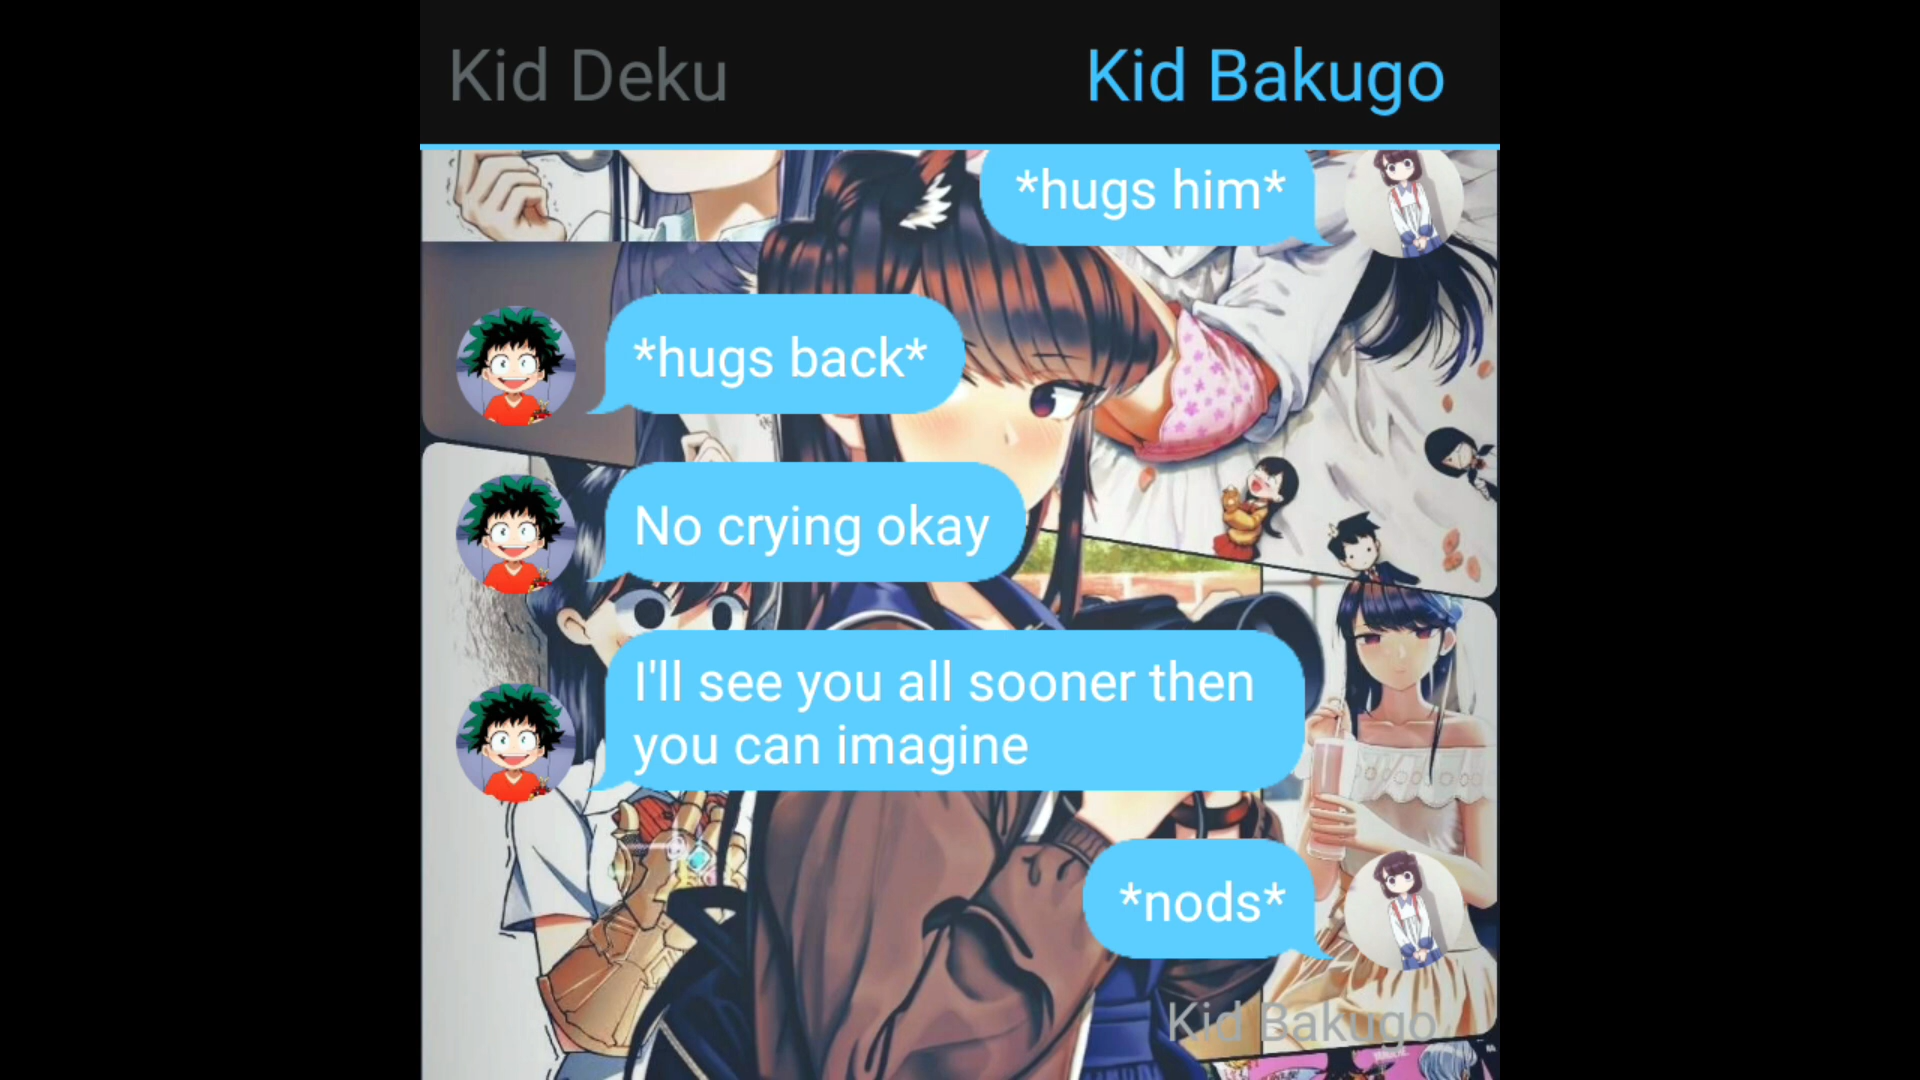 Kid Deku
Kid Bakugo
*hugs him*
*hugs back*
No crying okay
I'll see you all sooner then
you can imagine
*nods*
Kid Bakugo